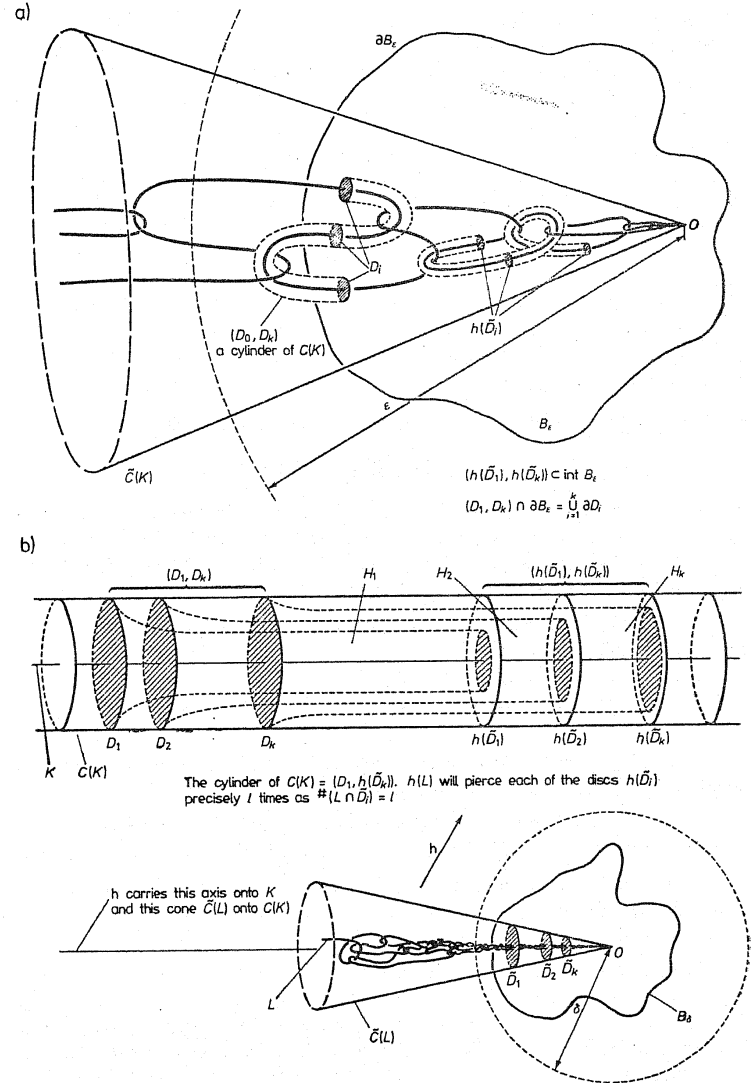 a)
∂B_ε
O
D_i
h(D̃_i)
(D_0, D_k)
a cylinder of C(K)
ε
B_ε
C̃(K)
(h(D̃_1), h(D̃_k)) ⊂ int B_ε
(D_1, D_k) ∩ ∂B_ε = ⋃_{i=1}^{k} ∂D_i
b)
(D_1, D_k) H_1 H_2 (h(D̃_1), h(D̃_k)) H_k
K C(K) D_1 D_2 D_k h(D̃_1) h(D̃_2) h(D̃_k)
The cylinder of C(K) = (D_1, h(D̃_k)). h(L) will pierce each of the discs h(D̃_i)
precisely l times as #(L ∩ D̃_i) = l
h
h carries this axis onto K
and this cone C̃(L) onto C(K)
L
D̃_1 D̃_2 D̃_k O
δ
B_δ
C̃(L)